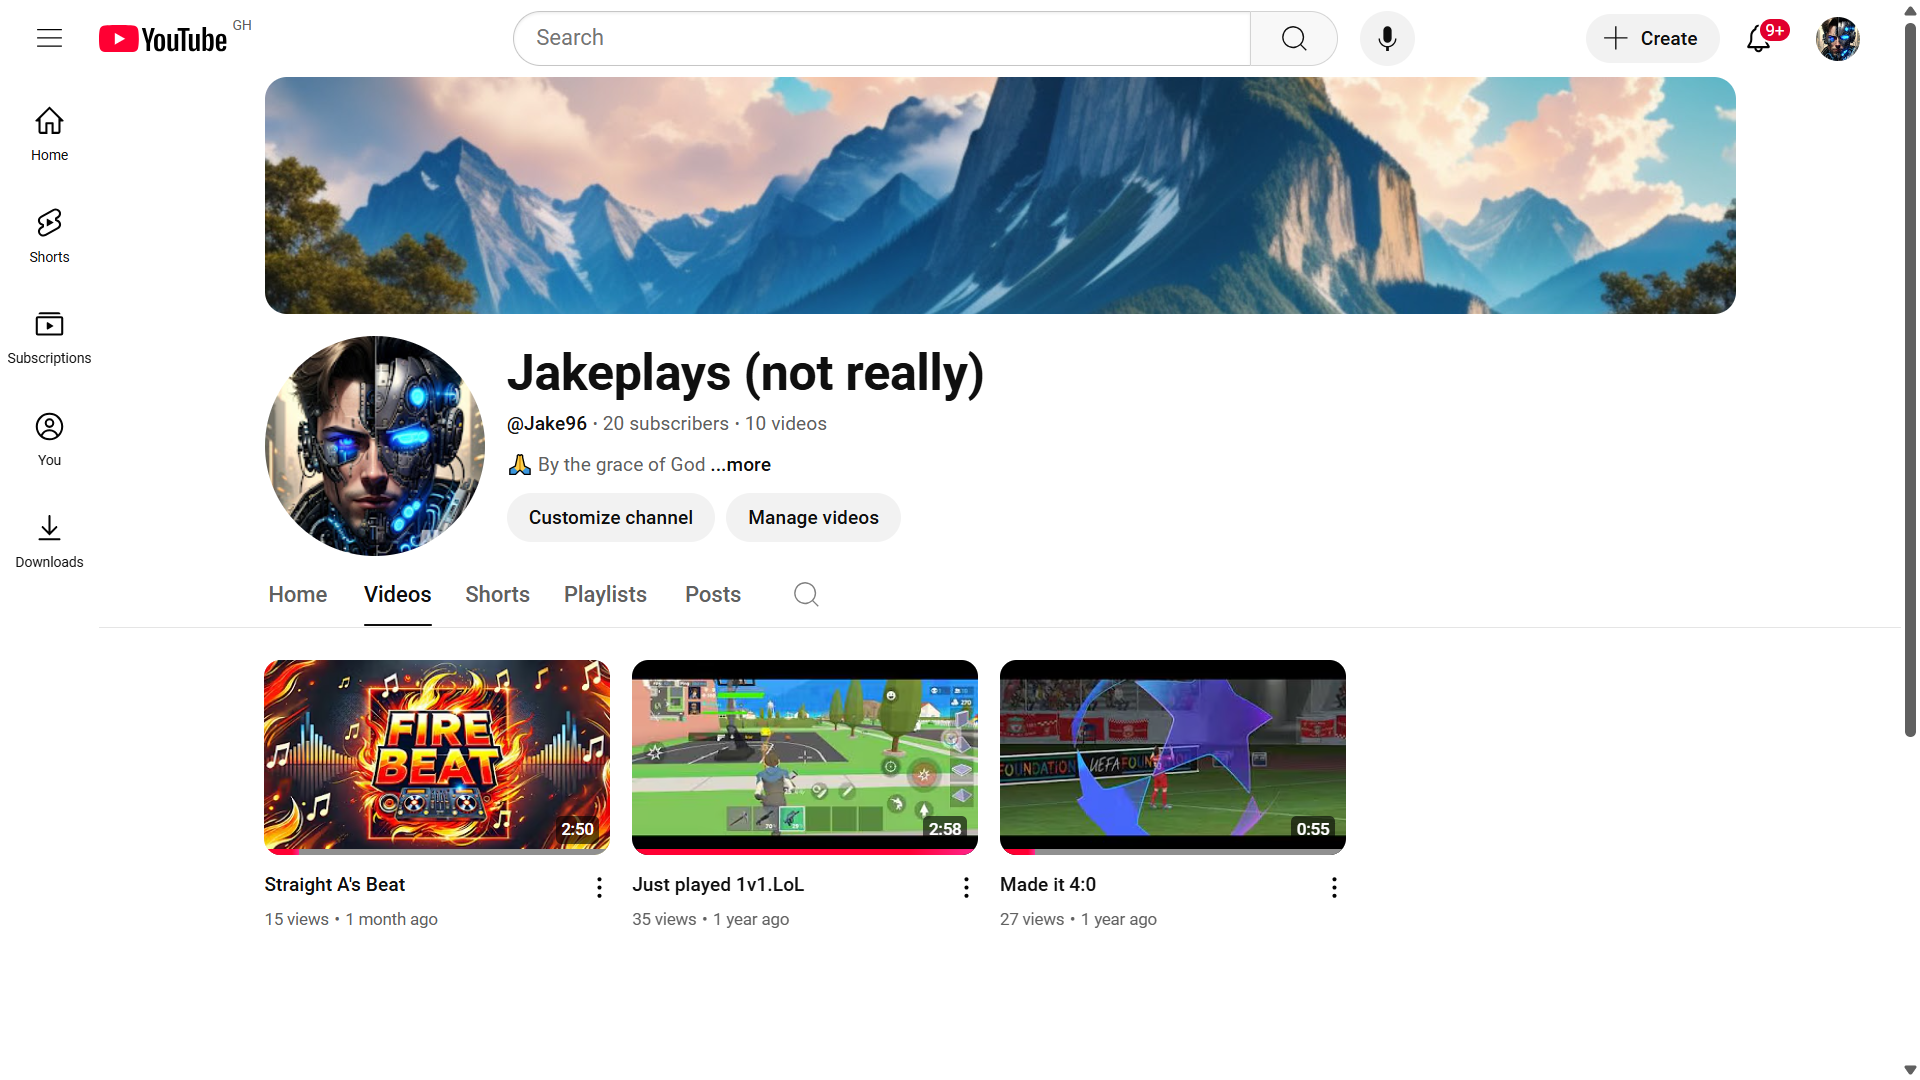 YouTube GH
Search
Create
9+
Home
Shorts
Subscriptions
You
Downloads
Jakeplays (not really)
@Jake96 • 20 subscribers • 10 videos
🙏 By the grace of God ...more
Customize channel
Manage videos
Home Videos Shorts Playlists Posts
FIRE
BEAT
2:50
2:58
FOUNDATION
UEFA FOUN
0:55
Straight A's Beat
15 views • 1 month ago
Just played 1v1.LoL
35 views • 1 year ago
Made it 4:0
27 views • 1 year ago